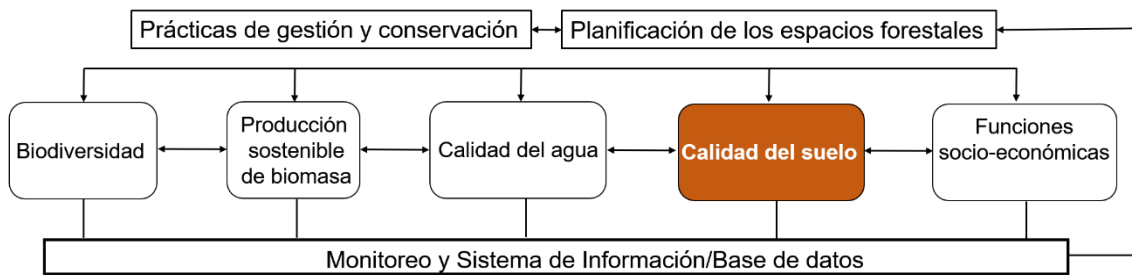 Prácticas de gestión y conservación
Planificación de los espacios forestales
Biodiversidad
Producción
sostenible
de biomasa
Calidad del agua
Calidad del suelo
Funciones
socio-económicas
Monitoreo y Sistema de Información/Base de datos